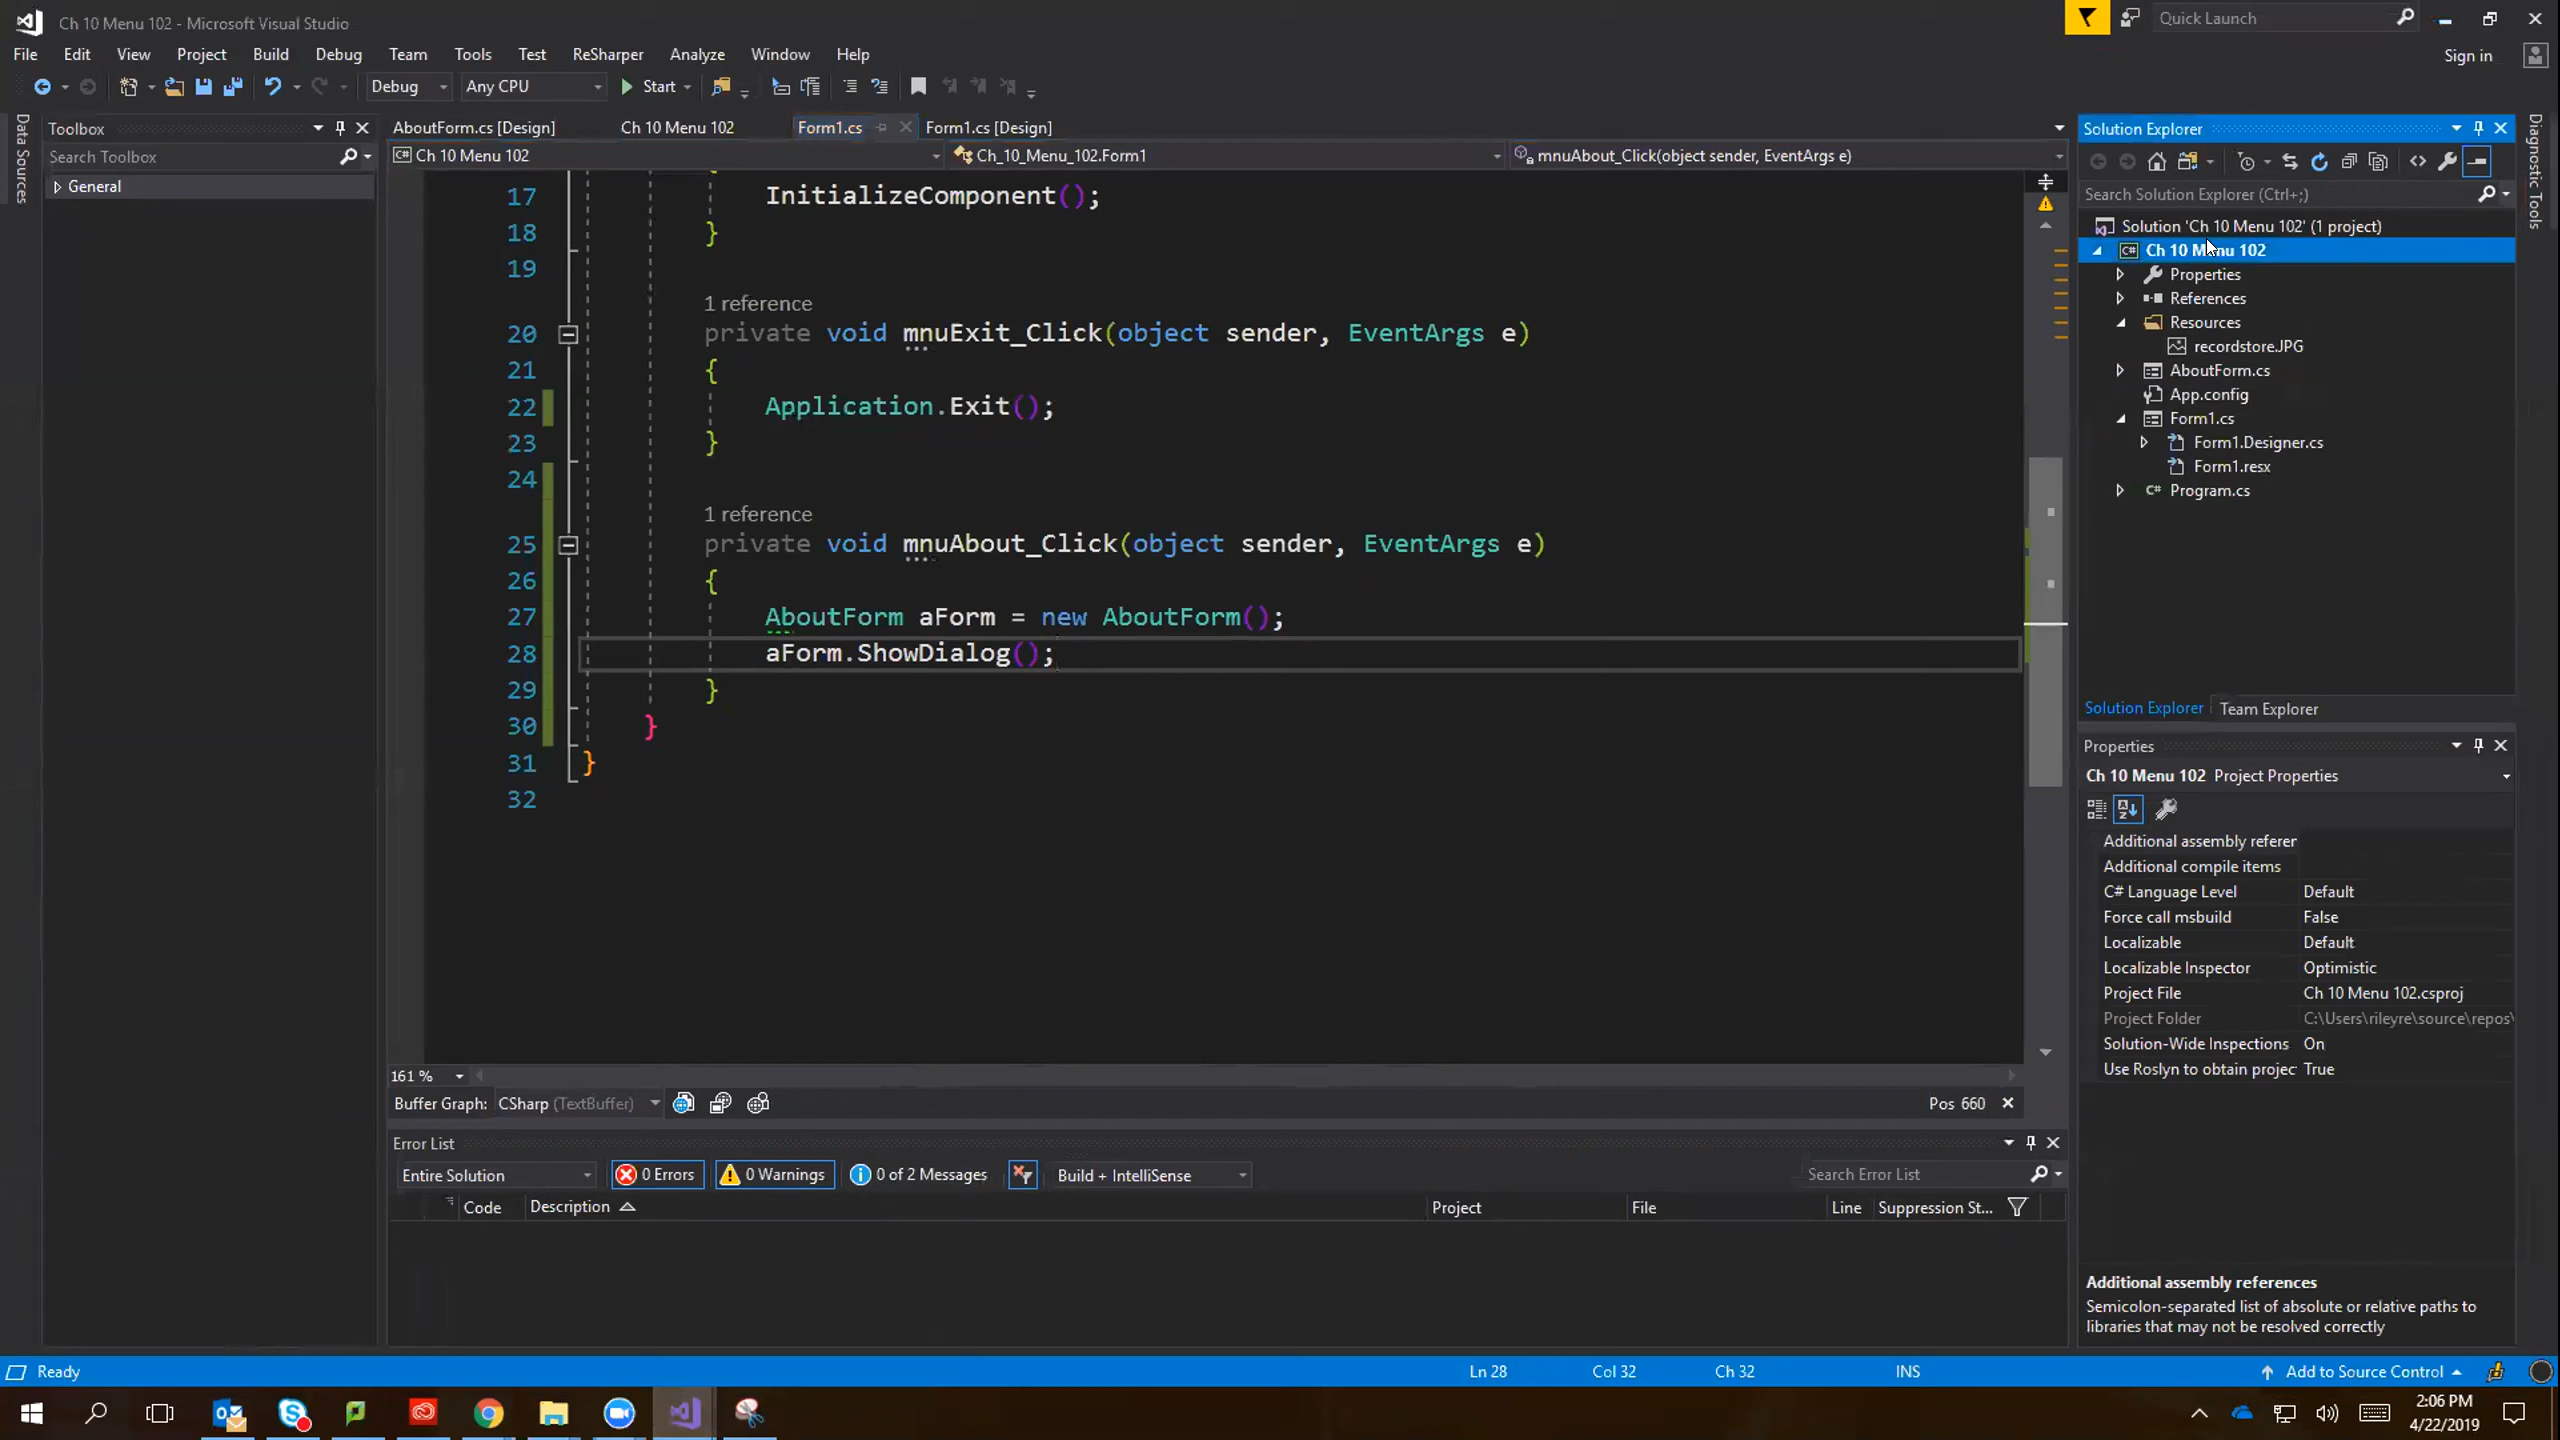 Ch 10 Menu 102 - Microsoft Visual Studio
Quick Launch
File Edit View Project Build Debug Team Tools Test ReSharper Analyze Window Help
Sign in
Debug Any CPU Start
Data Sources
Toolbox
Search Toolbox
General
AboutForm.cs [Design] Ch 10 Menu 102 Form1.cs Form1.cs [Design]
Ch 10 Menu 102 Ch_10_Menu_102.Form1 mnuAbout_Click(object sender, EventArgs e)
17 InitializeComponent();
18 }
19
1 reference
20 private void mnuExit_Click(object sender, EventArgs e)
21 {
22 Application.Exit();
23 }
24
1 reference
25 private void mnuAbout_Click(object sender, EventArgs e)
26 {
27 AboutForm aForm = new AboutForm();
28 aForm.ShowDialog();
29 }
30 }
31 }
32
161 %
Buffer Graph: CSharp (TextBuffer) Pos 660
Error List
Entire Solution 0 Errors 0 Warnings 0 of 2 Messages Build + IntelliSense Search Error List
Code Description Project File Line Suppression St...
Solution Explorer
Search Solution Explorer (Ctrl+;)
Solution 'Ch 10 Menu 102' (1 project)
C# Ch 10 Menu 102
Properties
References
Resources
recordstore.JPG
AboutForm.cs
App.config
Form1.cs
Form1.Designer.cs
Form1.resx
C# Program.cs
Solution Explorer Team Explorer
Diagnostic Tools
Properties
Ch 10 Menu 102 Project Properties
Additional assembly referer
Additional compile items
C# Language Level Default
Force call msbuild False
Localizable Default
Localizable Inspector Optimistic
Project File Ch 10 Menu 102.csproj
Project Folder C:\Users\rileyre\source\repos\
Solution-Wide Inspections On
Use Roslyn to obtain projec True
Additional assembly references
Semicolon-separated list of absolute or relative paths to
libraries that may not be resolved correctly
Ready Ln 28 Col 32 Ch 32 INS Add to Source Control
2:06 PM
4/22/2019